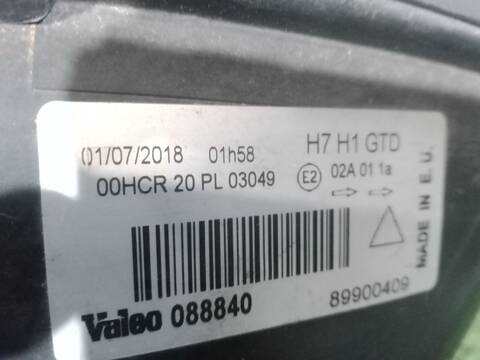 01/07/2018 01h58 H7 H1 GTD
00HCR 20 PL 03049 E2 02A 01 1a
MADE IN E.U.
Valeo 088840 89900409